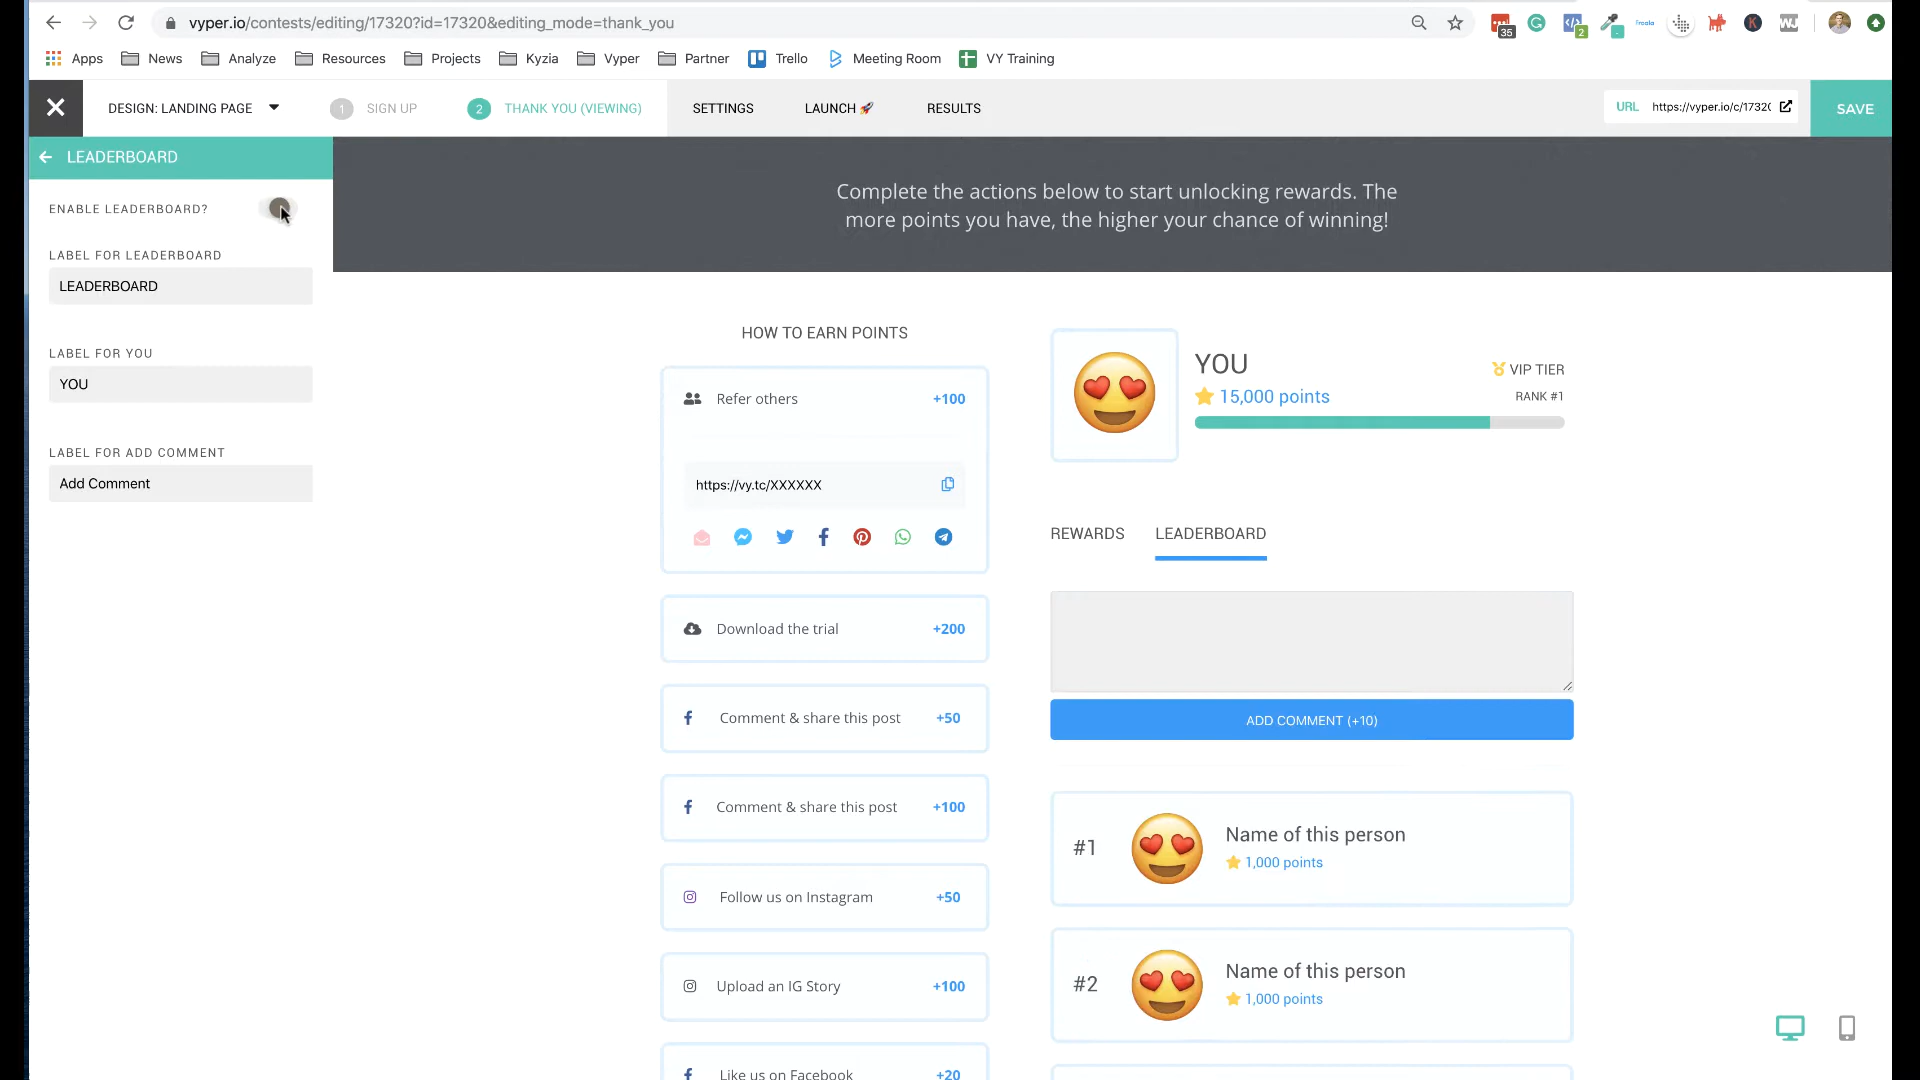 vyper.io/contests/editing/17320?id=17320&editing_mode=thank_you
35
2
Apps
News
Analyze
Resources
Projects
Kyzia
Vyper
Partner
Trello
Meeting Room
VY Training
DESIGN: LANDING PAGE
1
SIGN UP
2
THANK YOU (VIEWING)
SETTINGS
LAUNCH 🚀
RESULTS
URL
https://vyper.io/c/1732
SAVE
LEADERBOARD
ENABLE LEADERBOARD?
LABEL FOR LEADERBOARD
LEADERBOARD
LABEL FOR YOU
YOU
LABEL FOR ADD COMMENT
Add Comment
Complete the actions below to start unlocking rewards. The
more points you have, the higher your chance of winning!
HOW TO EARN POINTS
Refer others
+100
https://vy.tc/XXXXXX
Download the trial
+200
Comment & share this post
+50
Comment & share this post
+100
Follow us on Instagram
+50
Upload an IG Story
+100
Like us on Facebook
+20
YOU
15,000 points
VIP TIER
RANK #1
REWARDS
LEADERBOARD
ADD COMMENT (+10)
#1
Name of this person
1,000 points
#2
Name of this person
1,000 points